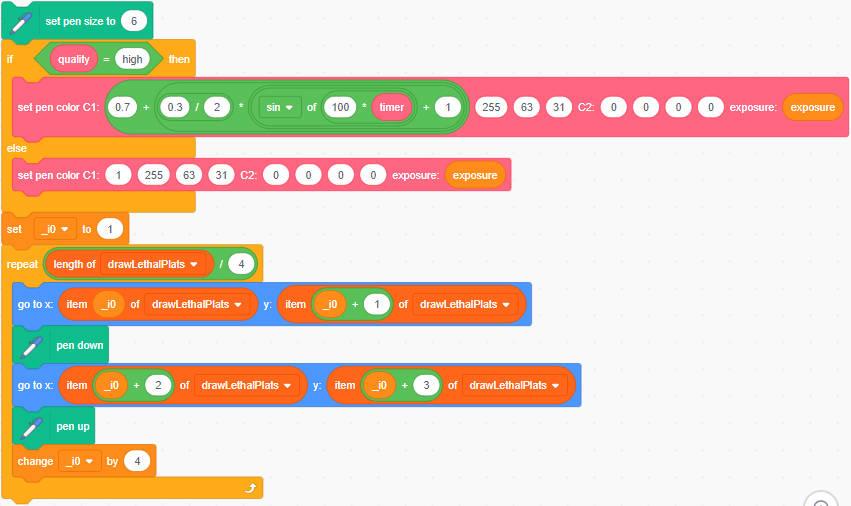 set pen size to 6
if quality = high then
set pen color C1: 0.7 + 0.3 / 2 * sin of 100 * timer + 1 255 63 31 C2: 0 0 0 0 exposure: exposure
else
set pen color C1: 1 255 63 31 C2: 0 0 0 0 exposure: exposure
set _i0 to 1
repeat length of drawLethalPlats / 4
go to x: item _i0 of drawLethalPlats y: item _i0 + 1 of drawLethalPlats
pen down
go to x: item _i0 + 2 of drawLethalPlats y: item _i0 + 3 of drawLethalPlats
pen up
change _i0 by 4